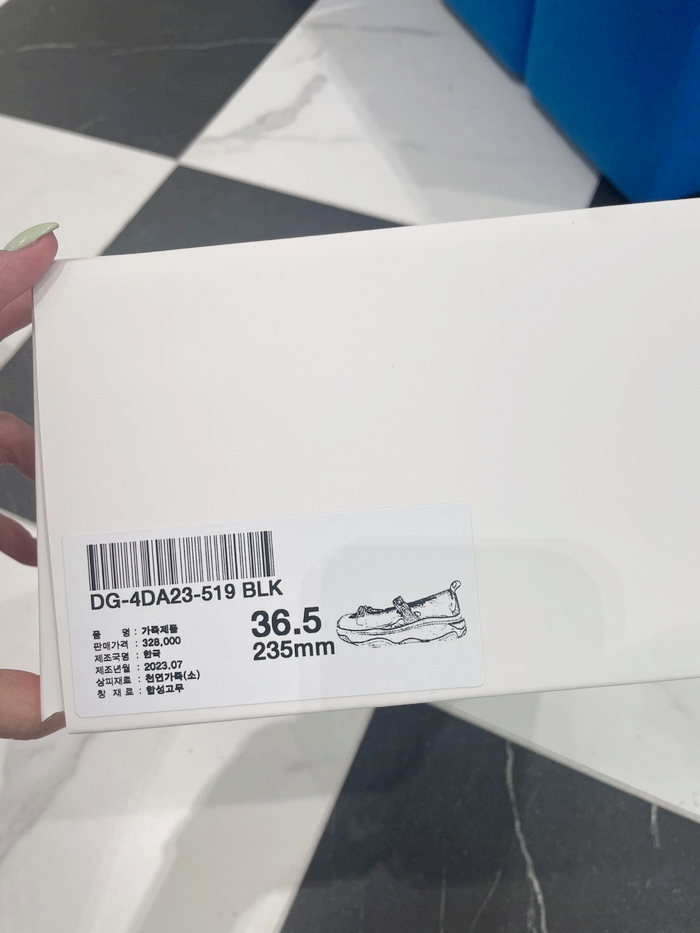 DG-4DA23-519 BLK
품 명 : 가죽제품
판매가격 : 328,000
제조국명 : 한국
제조년월 : 2023.07
상피재료 : 천연가죽(소)
창 재 료 : 합성고무
36.5
235mm